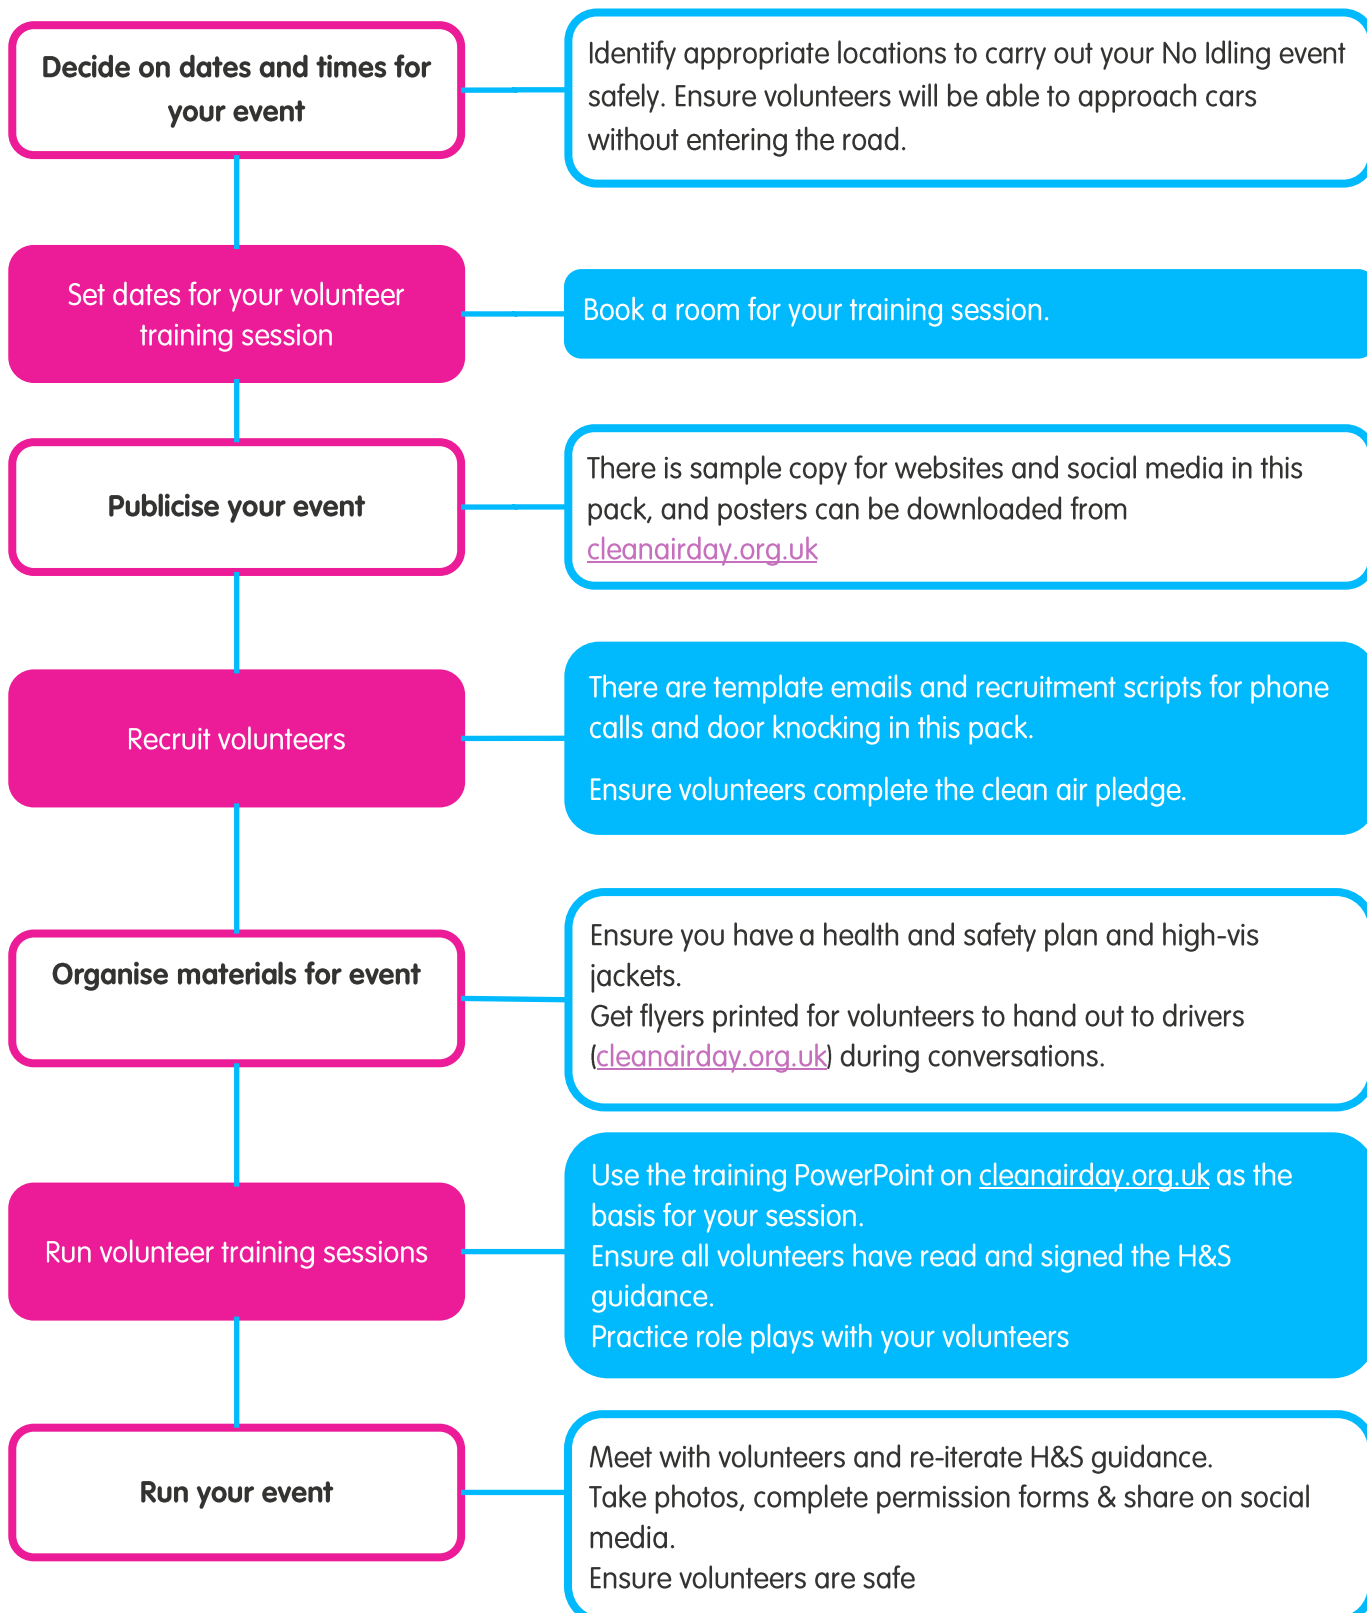 Decide on dates and times for
your event
Identify appropriate locations to carry out your No Idling event
safely. Ensure volunteers will be able to approach cars
without entering the road.
Set dates for your volunteer
training session
Book a room for your training session.
Publicise your event
There is sample copy for websites and social media in this
pack, and posters can be downloaded from
cleanairday.org.uk
Recruit volunteers
There are template emails and recruitment scripts for phone
calls and door knocking in this pack.
Ensure volunteers complete the clean air pledge.
Organise materials for event
Ensure you have a health and safety plan and high-vis
jackets.
Get flyers printed for volunteers to hand out to drivers
(cleanairday.org.uk) during conversations.
Run volunteer training sessions
Use the training PowerPoint on cleanairday.org.uk as the
basis for your session.
Ensure all volunteers have read and signed the H&S
guidance.
Practice role plays with your volunteers
Run your event
Meet with volunteers and re-iterate H&S guidance.
Take photos, complete permission forms & share on social
media.
Ensure volunteers are safe